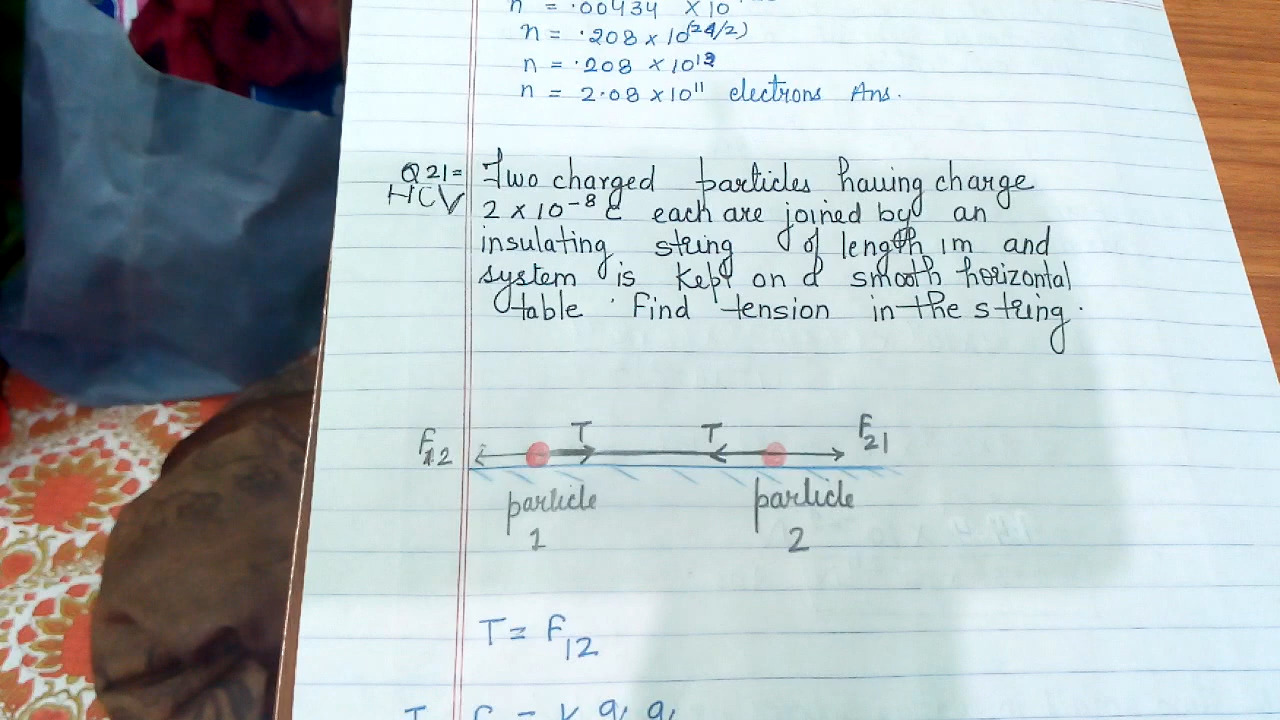 n = .00434 × 10
n = .208 × 10^(24/2)
n = .208 × 10^12
n = 2.08 × 10^11 electrons Ans.
Q21= Two charged particles having charge
HCV 2 × 10^-8 C each are joined by an
insulating string of length 1m and
system is kept on a smooth horizontal
table . Find tension in the string.
F12 T T F21
particle particle
1 2
T = F12